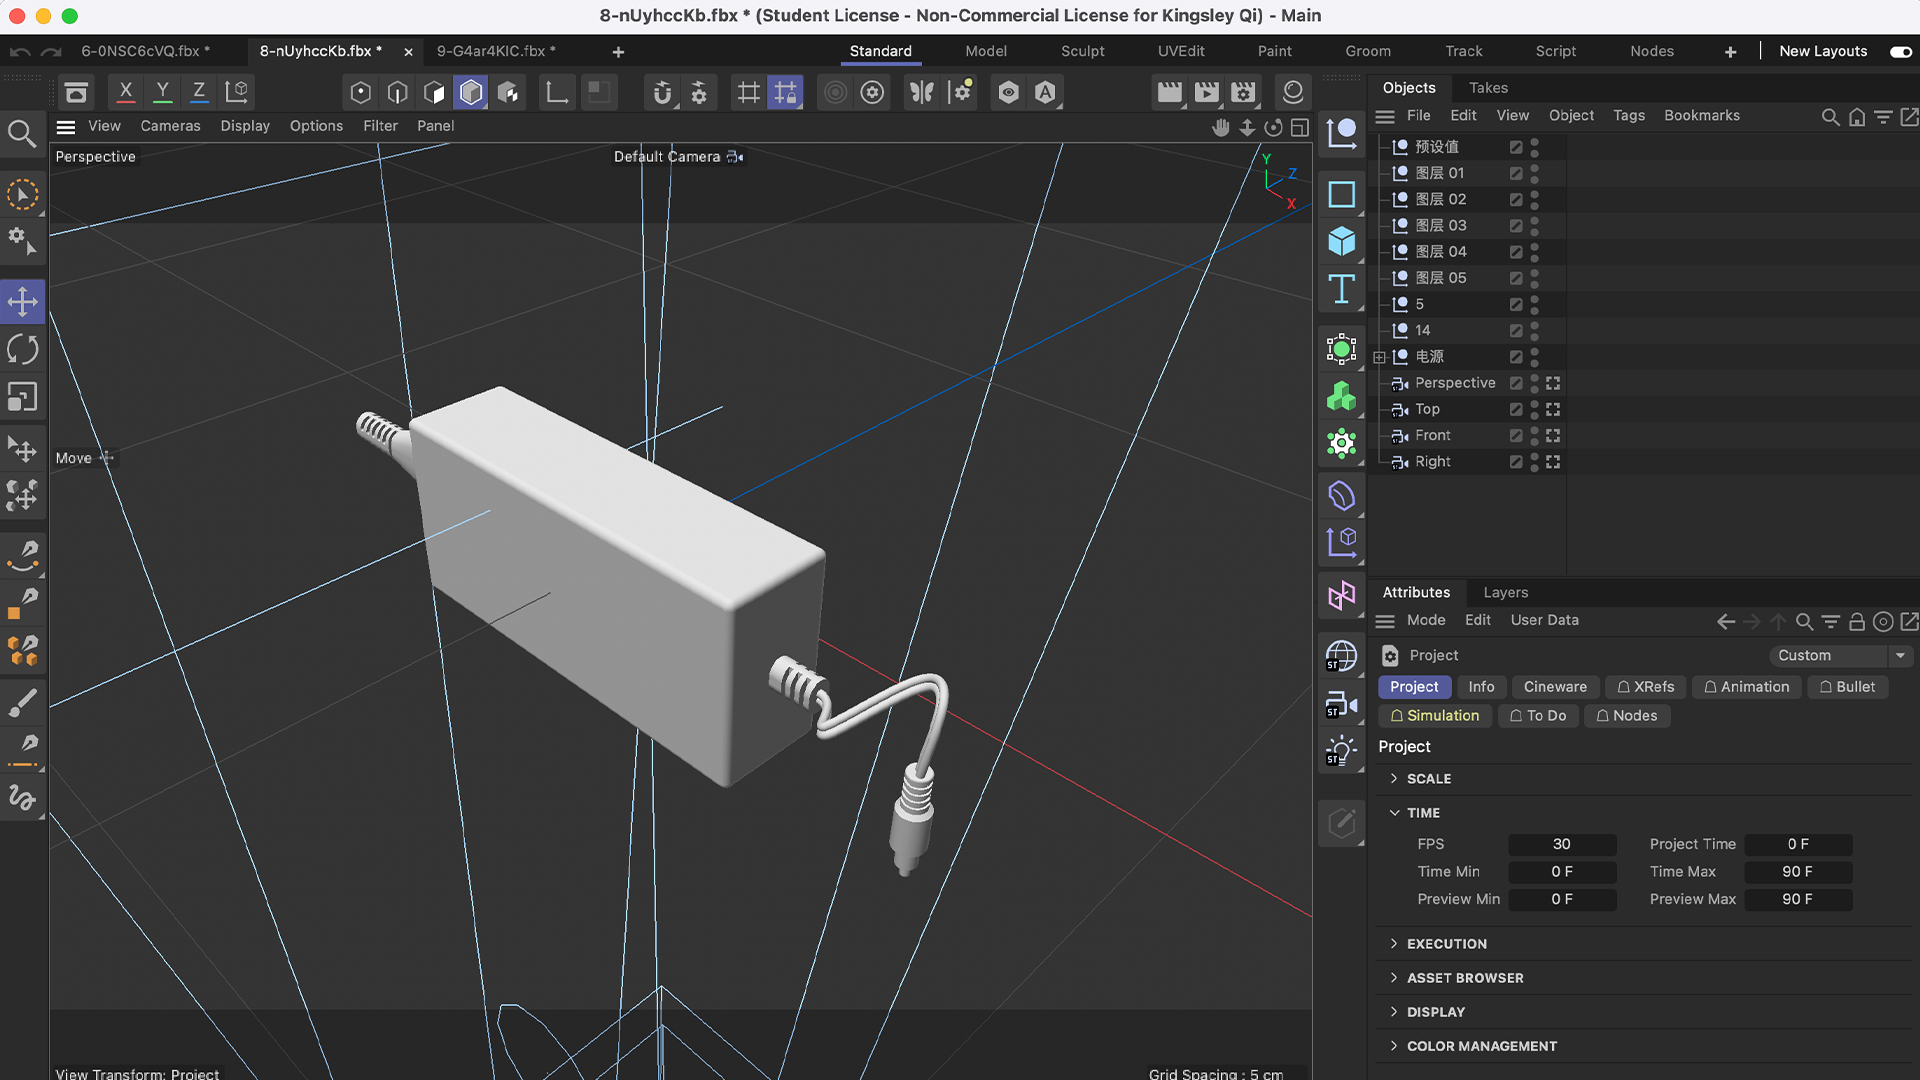 8-nUyhccKb.fbx * (Student License - Non-Commercial License for Kingsley Qi) - Main
6-0NSC6cVQ.fbx *
8-nUyhccKb.fbx *
9-G4ar4KIC.fbx *
Standard
Model
Sculpt
UVEdit
Paint
Groom
Track
Script
Nodes
New Layouts
X
Y
Z
Objects
Takes
File
Edit
View
Object
Tags
Bookmarks
View
Cameras
Display
Options
Filter
Panel
Perspective
Default Camera
Y
Z
X
Move
预设值
图层 01
图层 02
图层 03
图层 04
图层 05
5
14
电源
Perspective
Top
Front
Right
Attributes
Layers
Mode
Edit
User Data
Project
Custom
Project
Info
Cineware
XRefs
Animation
Bullet
Simulation
To Do
Nodes
Project
SCALE
TIME
FPS 30 Project Time 0 F
Time Min 0 F Time Max 90 F
Preview Min 0 F Preview Max 90 F
EXECUTION
ASSET BROWSER
DISPLAY
COLOR MANAGEMENT
ST
ST
ST
View Transform: Project
Grid Spacing : 5 cm